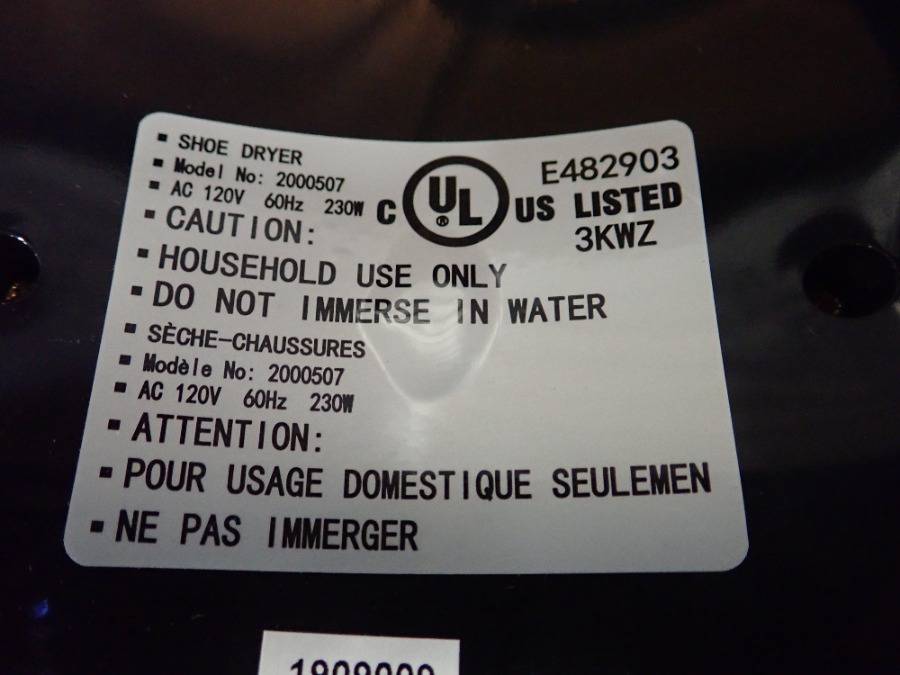 ▪ SHOE DRYER
▪ Model No: 2000507
▪ AC 120V 60Hz 230W
C UL ® US LISTED
E482903
3KWZ
▪ CAUTION:
▪ HOUSEHOLD USE ONLY
▪ DO NOT IMMERSE IN WATER
▪ SÈCHE-CHAUSSURES
▪ Modèle No: 2000507
▪ AC 120V 60Hz 230W
▪ ATTENTION:
▪ POUR USAGE DOMESTIQUE SEULEMEN
▪ NE PAS IMMERGER